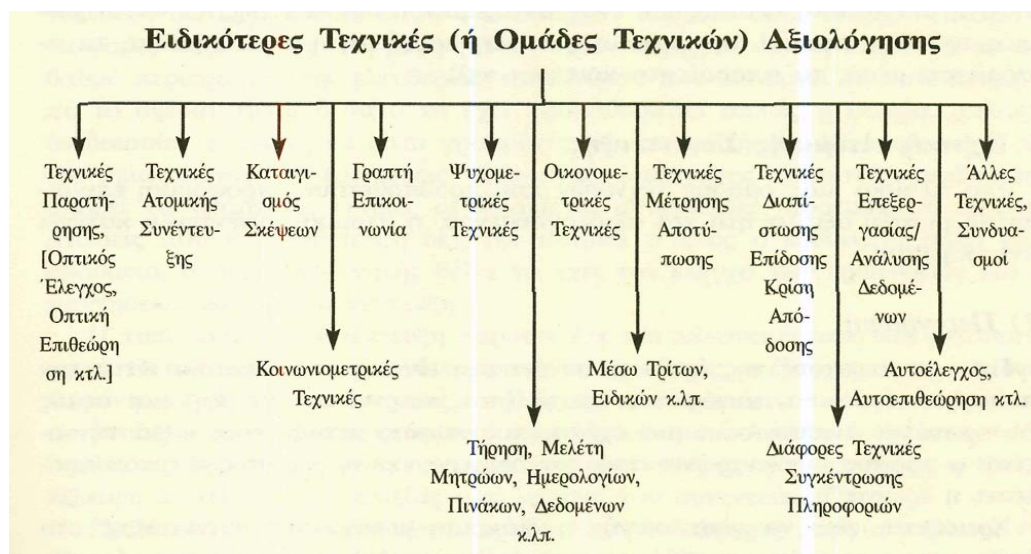 Ειδικότερες Τεχνικές (ή Ομάδες Τεχνικών) Αξιολόγησης
Τεχνικές
Παρατή-
ρησης,
[Οπτικός
Έλεγχος,
Οπτική
Επιθεώρη
ση κτλ.]
Τεχνικές
Ατομικής
Συνέντευ-
ξης
Καταιγι-
σμός
Σκέψεων
Γραπτή
Επικοι-
νωνία
Ψυχομε-
τρικές
Τεχνικές
Οικονομε-
τρικές
Τεχνικές
Τεχνικές
Μέτρησης
Αποτύ-
πωσης
Τεχνικές
Διαπί-
στωσης
Επίδοσης
Κρίση
Από-
δοσης
Τεχνικές
Επεξερ-
γασίας/
Ανάλυσης
Δεδομέ-
νων
Άλλες
Τεχνικές,
Συνδυα-
σμοί
Κοινωνιομετρικές
Τεχνικές
Μέσω Τρίτων,
Ειδικών κ.λπ.
Αυτοέλεγχος,
Αυτοεπιθεώρηση κτλ.
Τήρηση, Μελέτη
Μητρώων, Ημερολογίων,
Πινάκων, Δεδομένων
κ.λπ.
Διάφορες Τεχνικές
Συγκέντρωσης
Πληροφοριών